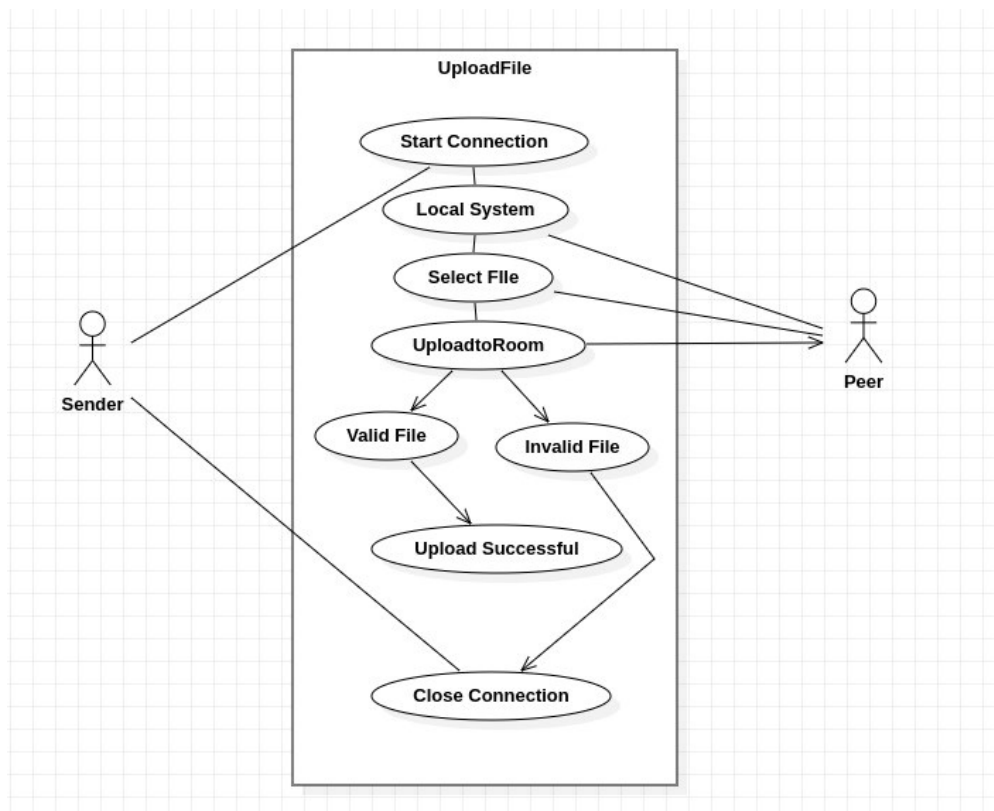 UploadFile
Start Connection
Local System
Select FIle
UploadtoRoom
Sender
Peer
Valid File
Invalid File
Upload Successful
Close Connection